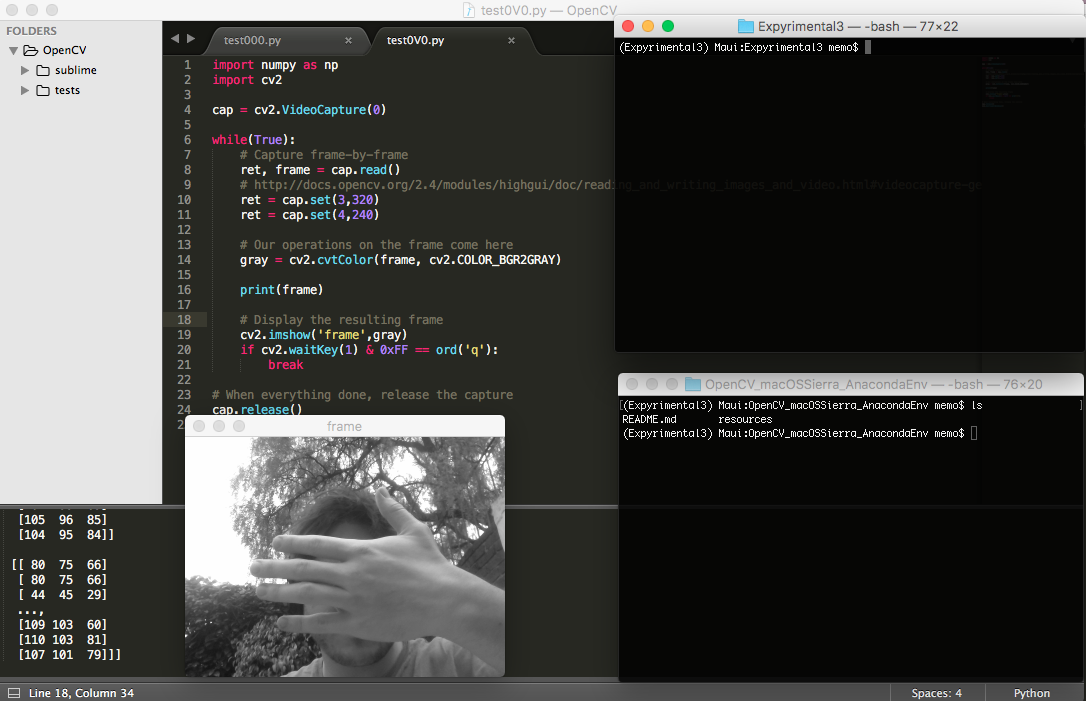 test0V0.py — OpenCV
FOLDERS
OpenCV
sublime
tests
test000.py ×
test0V0.py ×
1 import numpy as np
2 import cv2
3
4 cap = cv2.VideoCapture(0)
5
6 while(True):
7 # Capture frame-by-frame
8 ret, frame = cap.read()
9 # http://docs.opencv.org/2.4/modules/highgui/doc/reading_and_writing_images_and_video.html#videocapture-ge
10 ret = cap.set(3,320)
11 ret = cap.set(4,240)
12
13 # Our operations on the frame come here
14 gray = cv2.cvtColor(frame, cv2.COLOR_BGR2GRAY)
15
16 print(frame)
17
18 # Display the resulting frame
19 cv2.imshow('frame',gray)
20 if cv2.waitKey(1) & 0xFF == ord('q'):
21 break
22
23 # When everything done, release the capture
24 cap.release()
2
Expyrimental3 — -bash — 77×22
(Expyrimental3) Maui:Expyrimental3 memo$
OpenCV_macOSSierra_AnacondaEnv — -bash — 76×20
[(Expyrimental3) Maui:OpenCV_macOSSierra_AnacondaEnv memo$ ls ]
README.md resources
(Expyrimental3) Maui:OpenCV_macOSSierra_AnacondaEnv memo$
frame
[105 96 85]
[104 95 84]]
[[ 80 75 66]
[ 80 75 66]
[ 44 45 29]
...,
[109 103 60]
[110 103 81]
[107 101 79]]]
Line 18, Column 34
Spaces: 4
Python